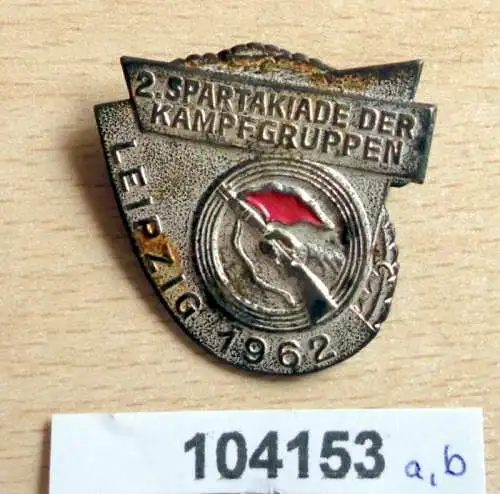 2. SPARTAKIADE DER
KAMPFGRUPPEN
LEIPZIG 1962
104153 a,b